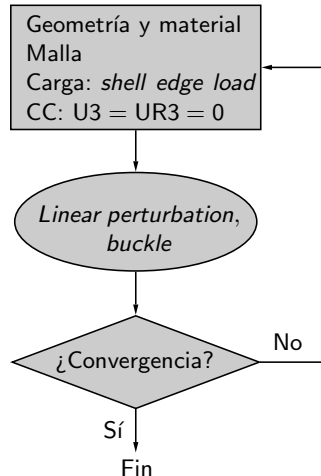 Geometría y material
Malla
Carga: shell edge load
CC: U3 = UR3 = 0
Linear perturbation,
buckle
¿Convergencia?
No
Sí
Fin